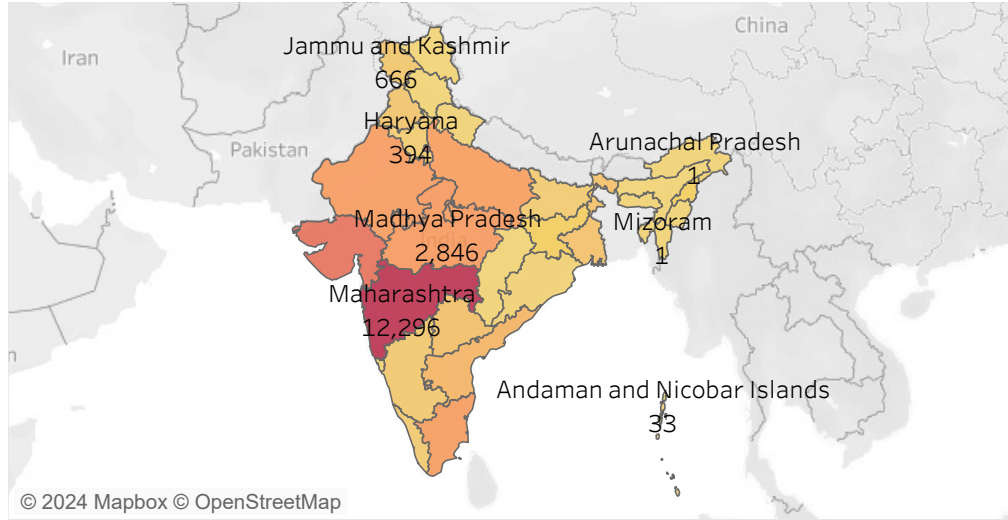 China
Jammu and Kashmir
Iran
666
Haryana
Arunachal Pradesh
Pakistan
394
1
Madhya Pradesh
Mizoram
India
2,846
1
Maharashtra
12,296
Andaman and Nicobar Islands
33
© 2024 Mapbox © OpenStreetMap